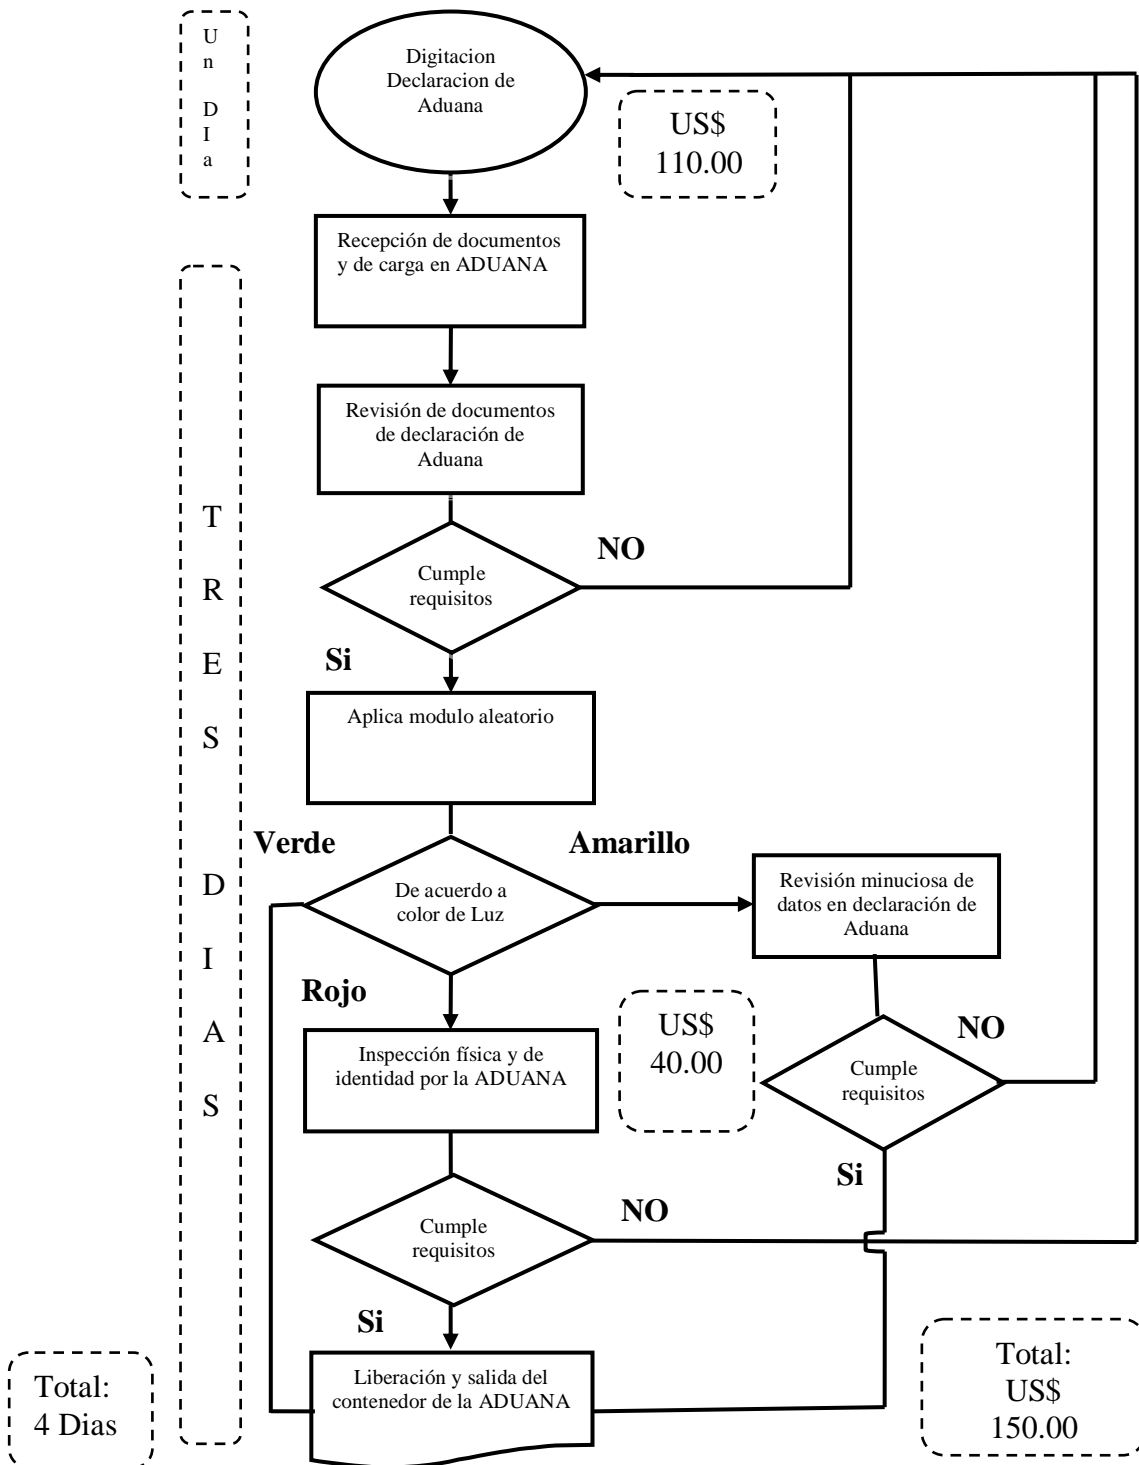 U
n
D
I
a
Digitacion
Declaracion de
Aduana
US$
110.00
Recepción de documentos
y de carga en ADUANA
Revisión de documentos
de declaración de
Aduana
T
R
E
S
D
I
A
S
NO
Cumple
requisitos
Si
Aplica modulo aleatorio
Verde
Amarillo
De acuerdo a
color de Luz
Revisión minuciosa de
datos en declaración de
Aduana
Rojo
Inspección física y de
identidad por la ADUANA
US$
40.00
NO
Cumple
requisitos
Si
NO
Cumple
requisitos
Si
Liberación y salida del
contenedor de la ADUANA
Total:
4 Dias
Total:
US$
150.00